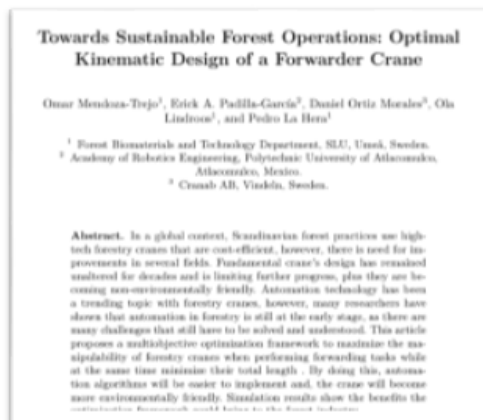 Towards Sustainable Forest Operations: Optimal
Kinematic Design of a Forwarder Crane
Omar Mendoza-Trejo¹, Erick A. Padilla-García², Daniel Ortiz Morales³, Ola
Lindroos¹, and Pedro La Hera¹
¹ Forest Biomaterials and Technology Department, SLU, Umeå, Sweden.
² Academy of Robotics Engineering, Polytechnic University of Atlacomulco,
Atlacomulco, Mexico.
³ Cranab AB, Vindeln, Sweden.
Abstract. In a global context, Scandinavian forest practices use high-
tech forestry cranes that are cost-efficient, however, there is need for im-
provements in several fields. Fundamental crane's design has remained
unaltered for decades and is limiting further progress, plus they are be-
coming non-environmentally friendly. Automation technology has been
a trending topic with forestry cranes, however, many researchers have
shown that automation in forestry is still at the early stage, as there are
many challenges that still have to be solved and understood. This article
proposes a multiobjective optimization framework to maximize the ma-
nipulability of forestry cranes when performing forwarding tasks while
at the same time minimise their total length . By doing this, automa-
tion algorithms will be easier to implement and, the crane will become
more environmentally friendly. Simulation results show the benefits the